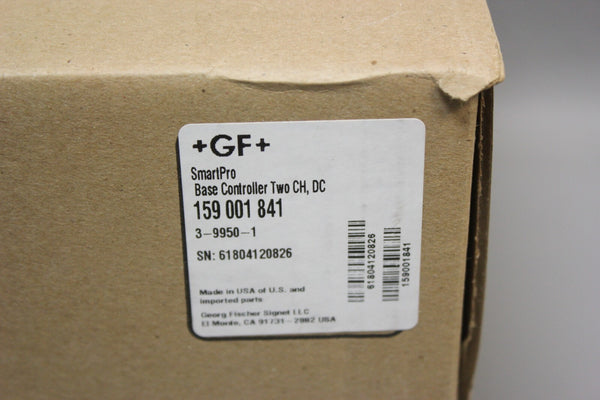 +GF+
SmartPro
Base Controller Two CH, DC
159 001 841
3-9950-1
SN: 61804120826
Made in USA of U.S. and
imported parts
Georg Fischer Signet LLC
El Monte, CA 91731-2982 USA
61804120826
159001841